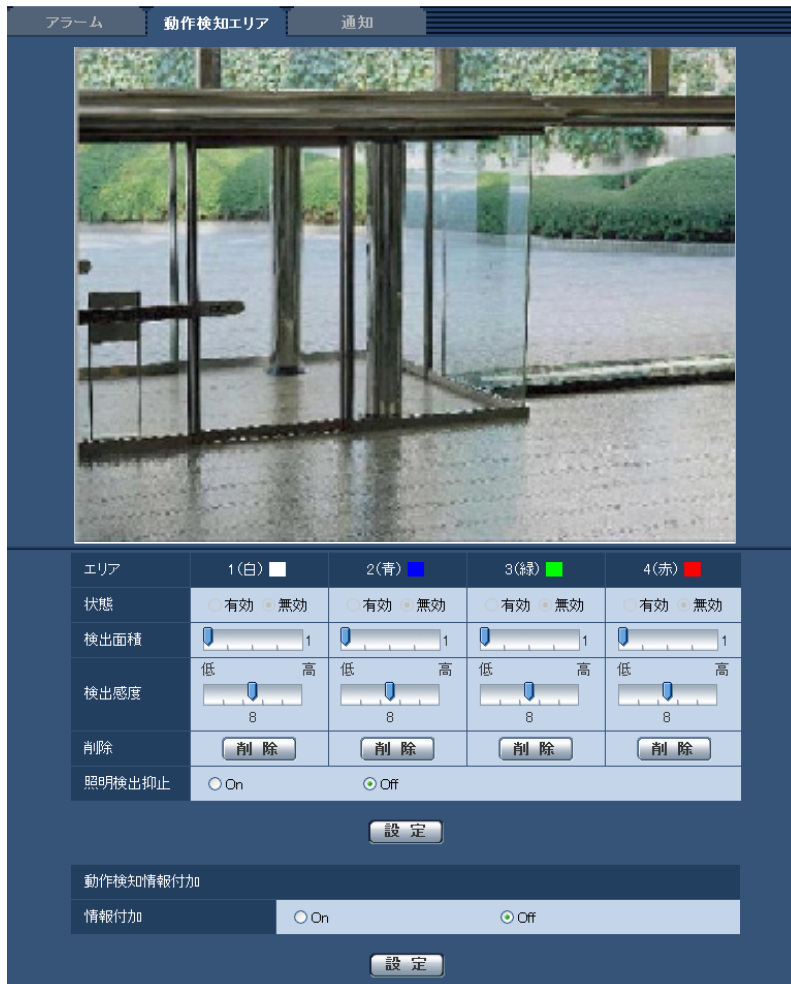 アラーム 動作検知エリア 通知
エリア 1(白) 2(青) 3(緑) 4(赤)
状態 有効 無効 有効 無効 有効 無効 有効 無効
検出面積 1 1 1 1
低 高 低 高 低 高 低 高
検出感度
8 8 8 8
削除 削除 削除 削除 削除
照明検出抑止 On Off
設定
動作検知情報付加
情報付加 On Off
設定